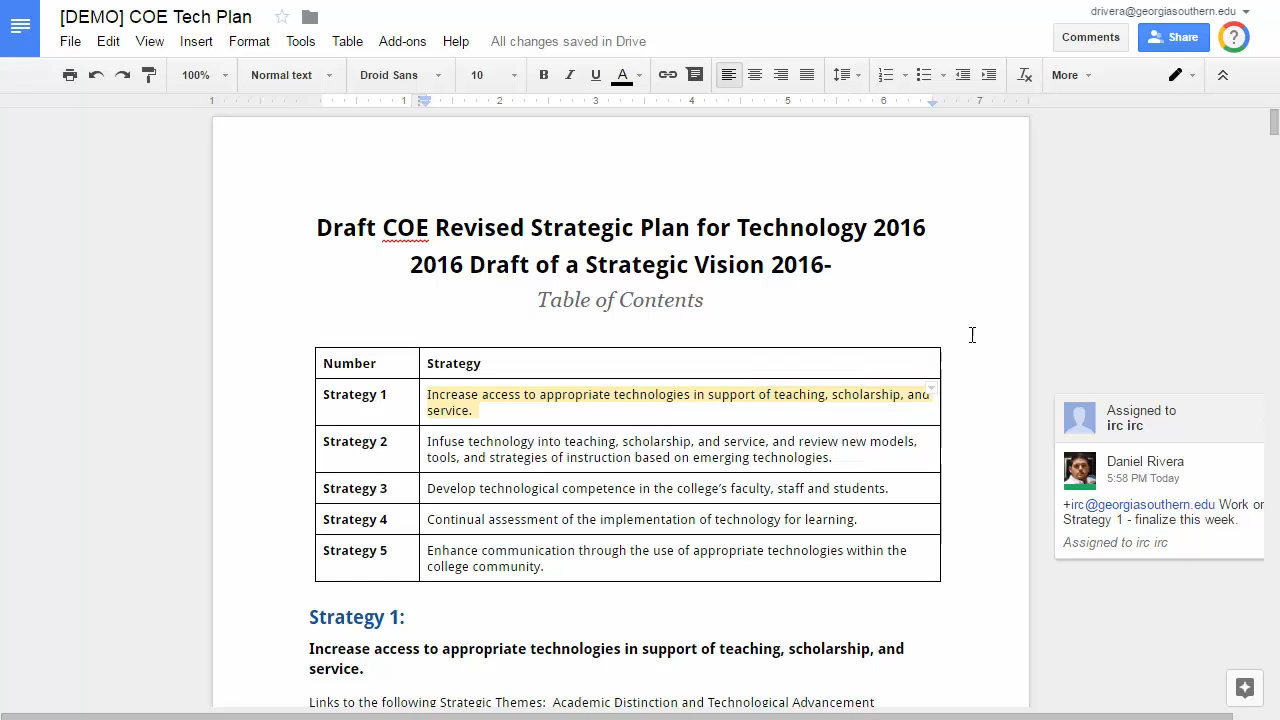 [DEMO] COE Tech Plan
drivera@georgiasouthern.edu
File Edit View Insert Format Tools Table Add-ons Help All changes saved in Drive
Comments Share ?
100% Normal text Droid Sans 10 B I U A More
1 1 2 3 4 5 6 7
Draft COE Revised Strategic Plan for Technology 2016
2016 Draft of a Strategic Vision 2016-
Table of Contents
Number Strategy
Strategy 1 Increase access to appropriate technologies in support of teaching, scholarship, and
service.
Strategy 2 Infuse technology into teaching, scholarship, and service, and review new models,
tools, and strategies of instruction based on emerging technologies.
Strategy 3 Develop technological competence in the college’s faculty, staff and students.
Strategy 4 Continual assessment of the implementation of technology for learning.
Strategy 5 Enhance communication through the use of appropriate technologies within the
college community.
Assigned to
irc irc
Daniel Rivera
5:58 PM Today
+irc@georgiasouthern.edu Work on
Strategy 1 - finalize this week.
Assigned to irc irc
Strategy 1:
Increase access to appropriate technologies in support of teaching, scholarship, and
service.
Links to the following Strategic Themes: Academic Distinction and Technological Advancement